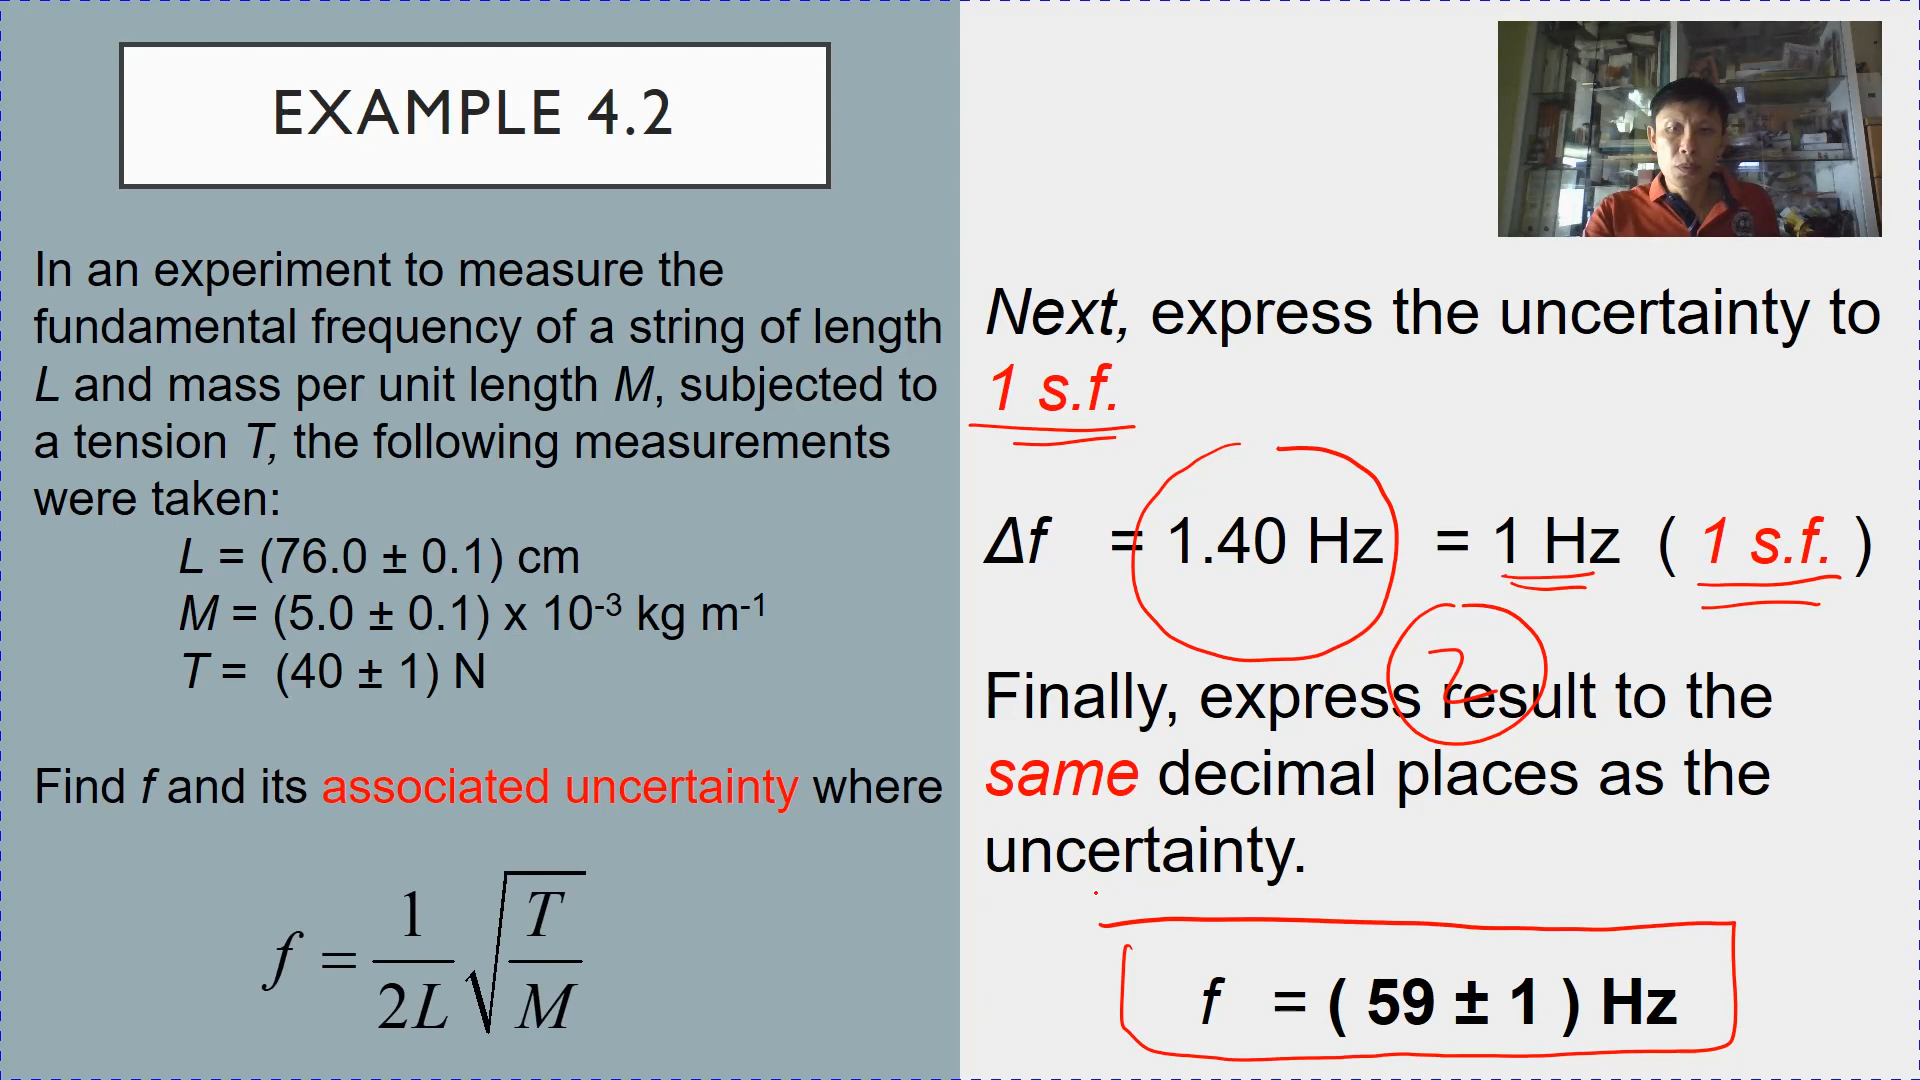 EXAMPLE 4.2
In an experiment to measure the
fundamental frequency of a string of length
L and mass per unit length M, subjected to
a tension T, the following measurements
were taken:
L = (76.0 ± 0.1) cm
M = (5.0 ± 0.1) x 10⁻³ kg m⁻¹
T = (40 ± 1) N
Find f and its associated uncertainty where
f = 1/2L √T/M
Next, express the uncertainty to
1 s.f.
Δf = 1.40 Hz = 1 Hz ( 1 s.f. )
2
Finally, express result to the
same decimal places as the
uncertainty.
f = ( 59 ± 1 ) Hz